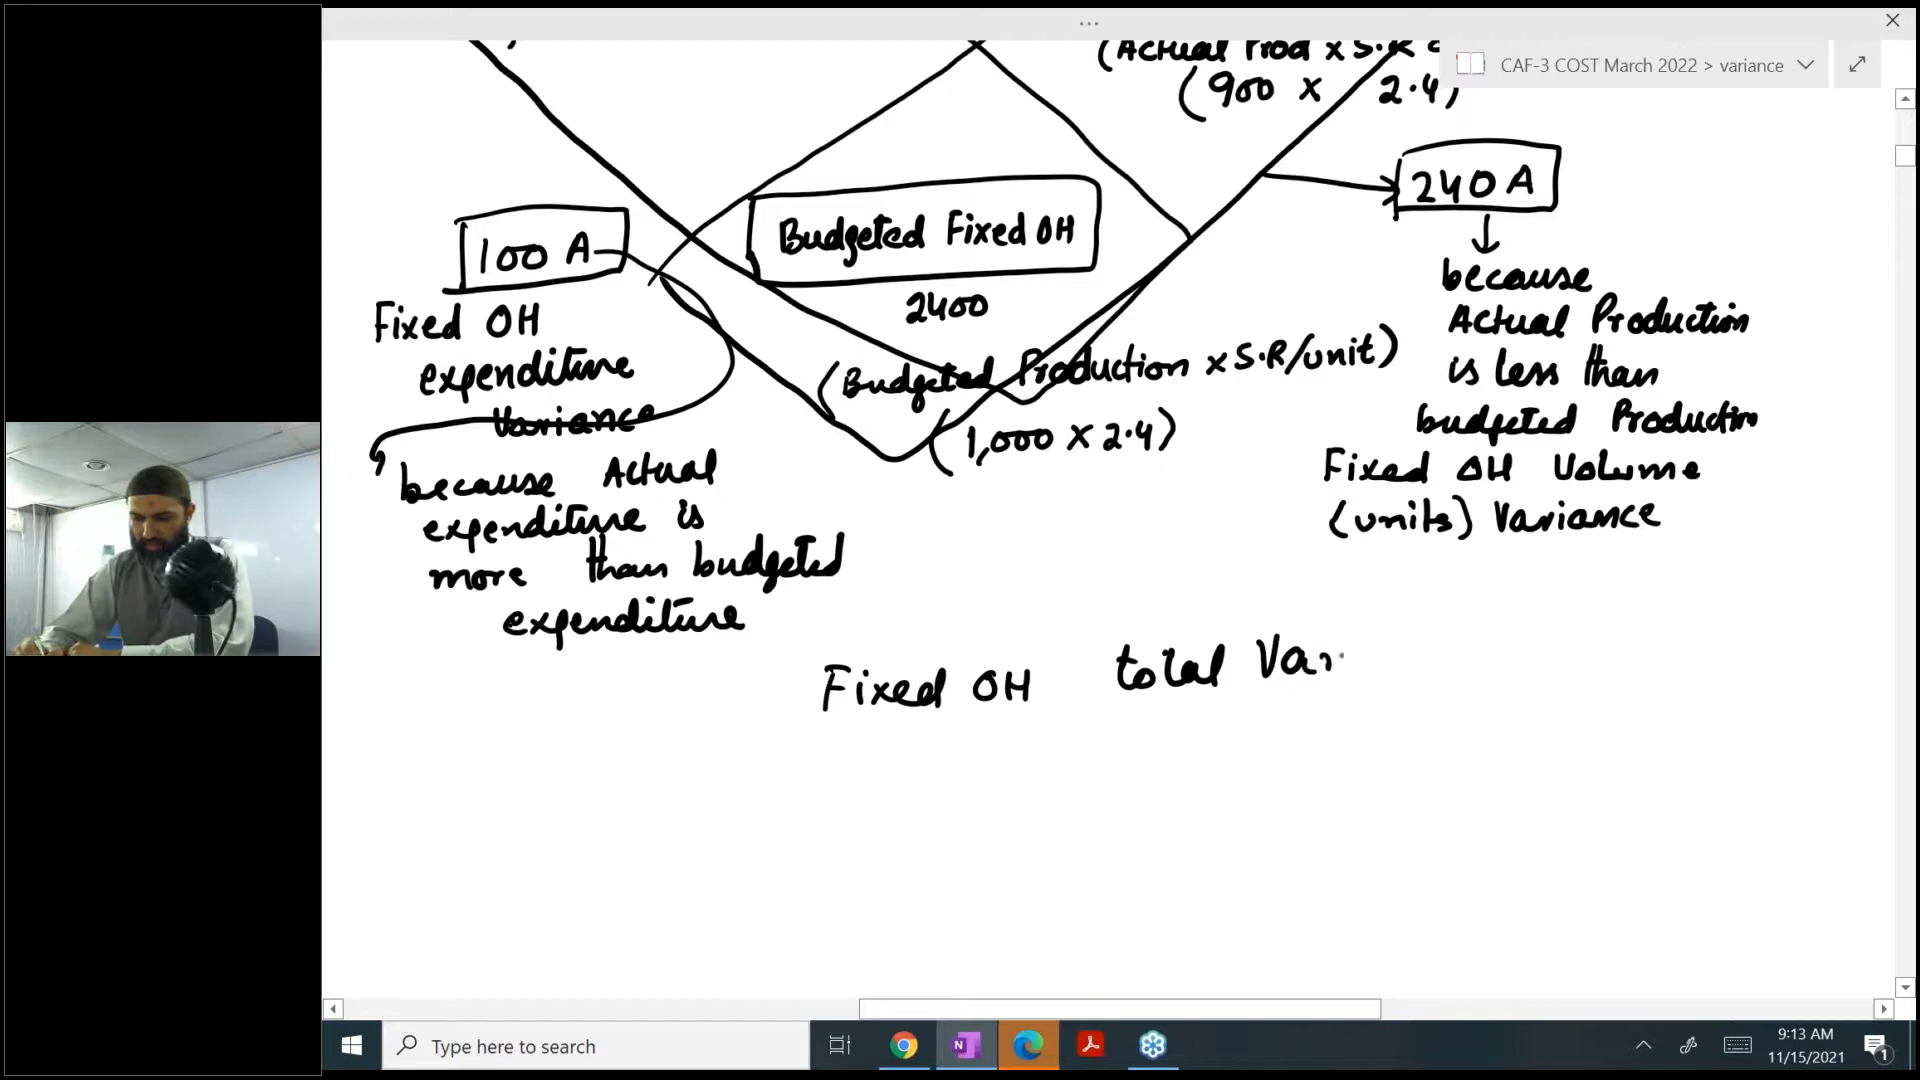 (Actual Prod x S.R
(900 x 2.4)
CAF-3 COST March 2022 > variance
240 A
100 A
Budgeted Fixed OH
2400
because
Actual Production
is less than
budgeted Production
Fixed OH Volume
(units) Variance
Fixed OH
expenditure
Variance
(Budgeted Production x S.R/unit)
(1,000 x 2.4)
because Actual
expenditure is
more than budgeted
expenditure
Fixed OH total Var
Type here to search
9:13 AM
11/15/2021
1